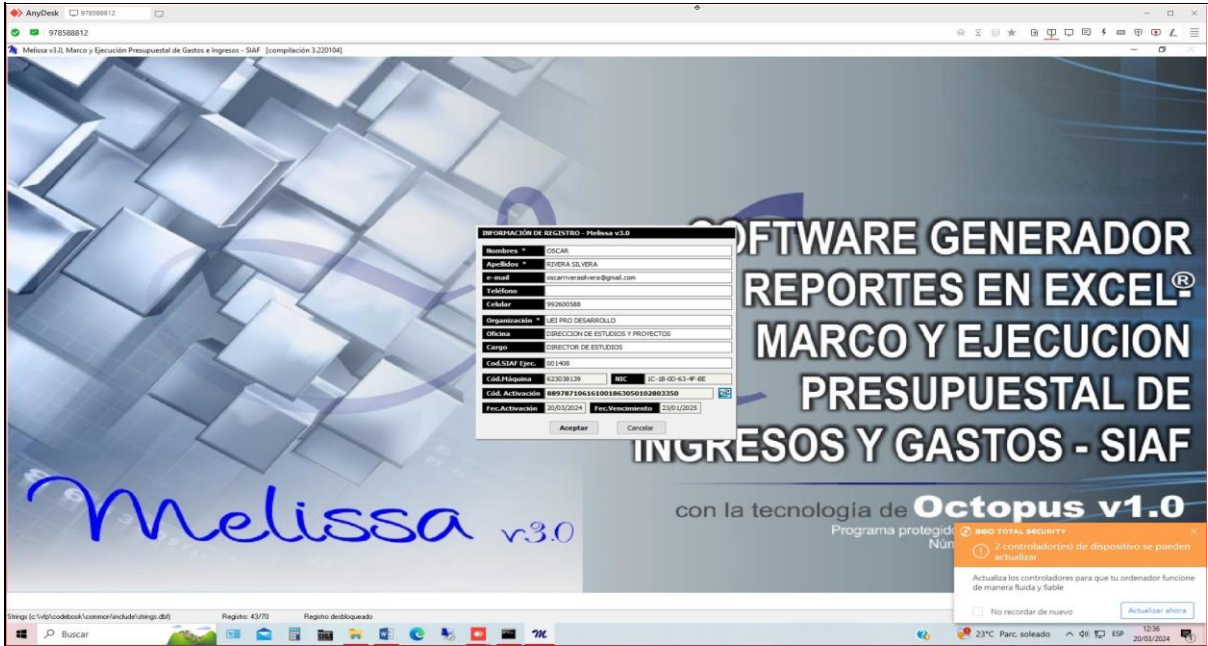 AnyDesk 978588812
978588812
Melissa v3.0, Marco y Ejecución Presupuestal de Gastos e Ingresos - SIAF [compilación 3.220104]
SOFTWARE GENERADOR
REPORTES EN EXCEL®
MARCO Y EJECUCION
PRESUPUESTAL DE
INGRESOS Y GASTOS - SIAF
INFORMACIÓN DE REGISTRO - Melissa v3.0
Nombres * OSCAR
Apellidos * RIVERA SILVERA
e-mail oscarriverasilvera@gmail.com
Teléfono
Celular 992600588
Organización * UEI PRO DESARROLLO
Oficina DIRECCION DE ESTUDIOS Y PROYECTOS
Cargo DIRECTOR DE ESTUDIOS
Cod.SIAF Ejec. 001408
Cód.Máquina 623038139 NIC 1C-1B-0D-63-4F-BE
Cód. Activación 889787106161001863050102803350
Fec.Activación 20/03/2024 Fec.Vencimiento 23/01/2025
Aceptar Cancelar
Melissa v3.0
con la tecnología de Octopus v1.0
Programa protegido
Núm
360 TOTAL SECURITY
2 controlador(es) de dispositivo se pueden
actualizar
Actualiza los controladores para que tu ordenador funcione
de manera fluida y fiable
No recordar de nuevo Actualizar ahora
Strings (c:\vfp\codebook\common\include\strings.dbf) Registro: 43/70 Registro desbloqueado
Buscar
23°C Parc. soleado ESP 12:36
20/03/2024